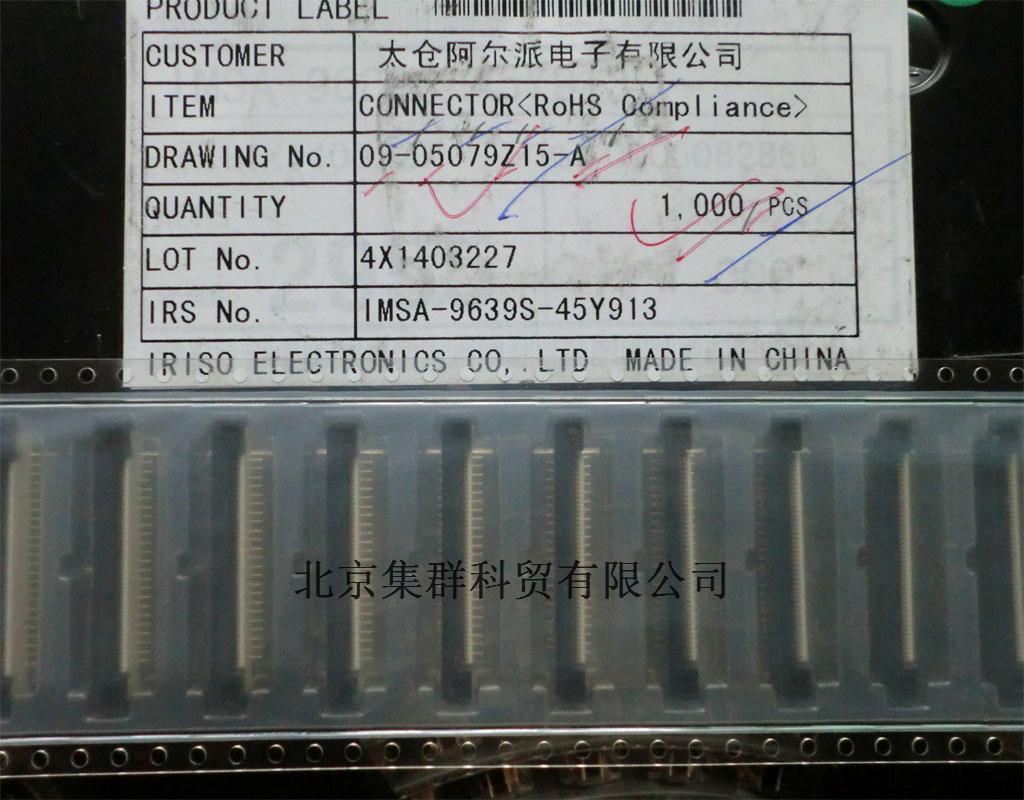 PRODUCT LABEL
CUSTOMER 太仓阿尔派电子有限公司
ITEM CONNECTOR<RoHS Compliance>
DRAWING No. 09-05079Z15-A
QUANTITY 1,000 PCS
LOT No. 4X1403227
IRS No. IMSA-9639S-45Y913
IRISO ELECTRONICS CO,.LTD MADE IN CHINA
北京集群科贸有限公司